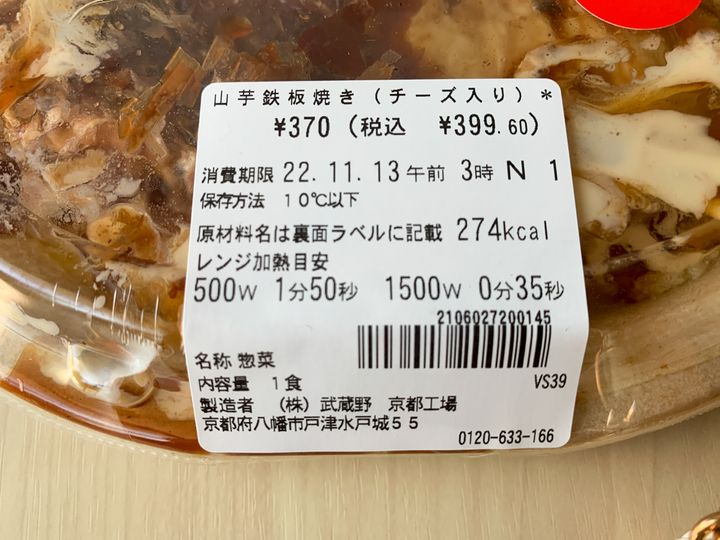 山芋鉄板焼き(チーズ入り)*
¥370(税込 ¥399.60)
消費期限 22.11.13午前 3時 N 1
保存方法 10℃以下
原材料名は裏面ラベルに記載 274kcal
レンジ加熱目安
500W 1分50秒 1500W 0分35秒
2106027200145
名称 惣菜
内容量 1食
VS39
製造者 (株)武蔵野 京都工場
京都府八幡市戸津水戸城55
0120-633-166